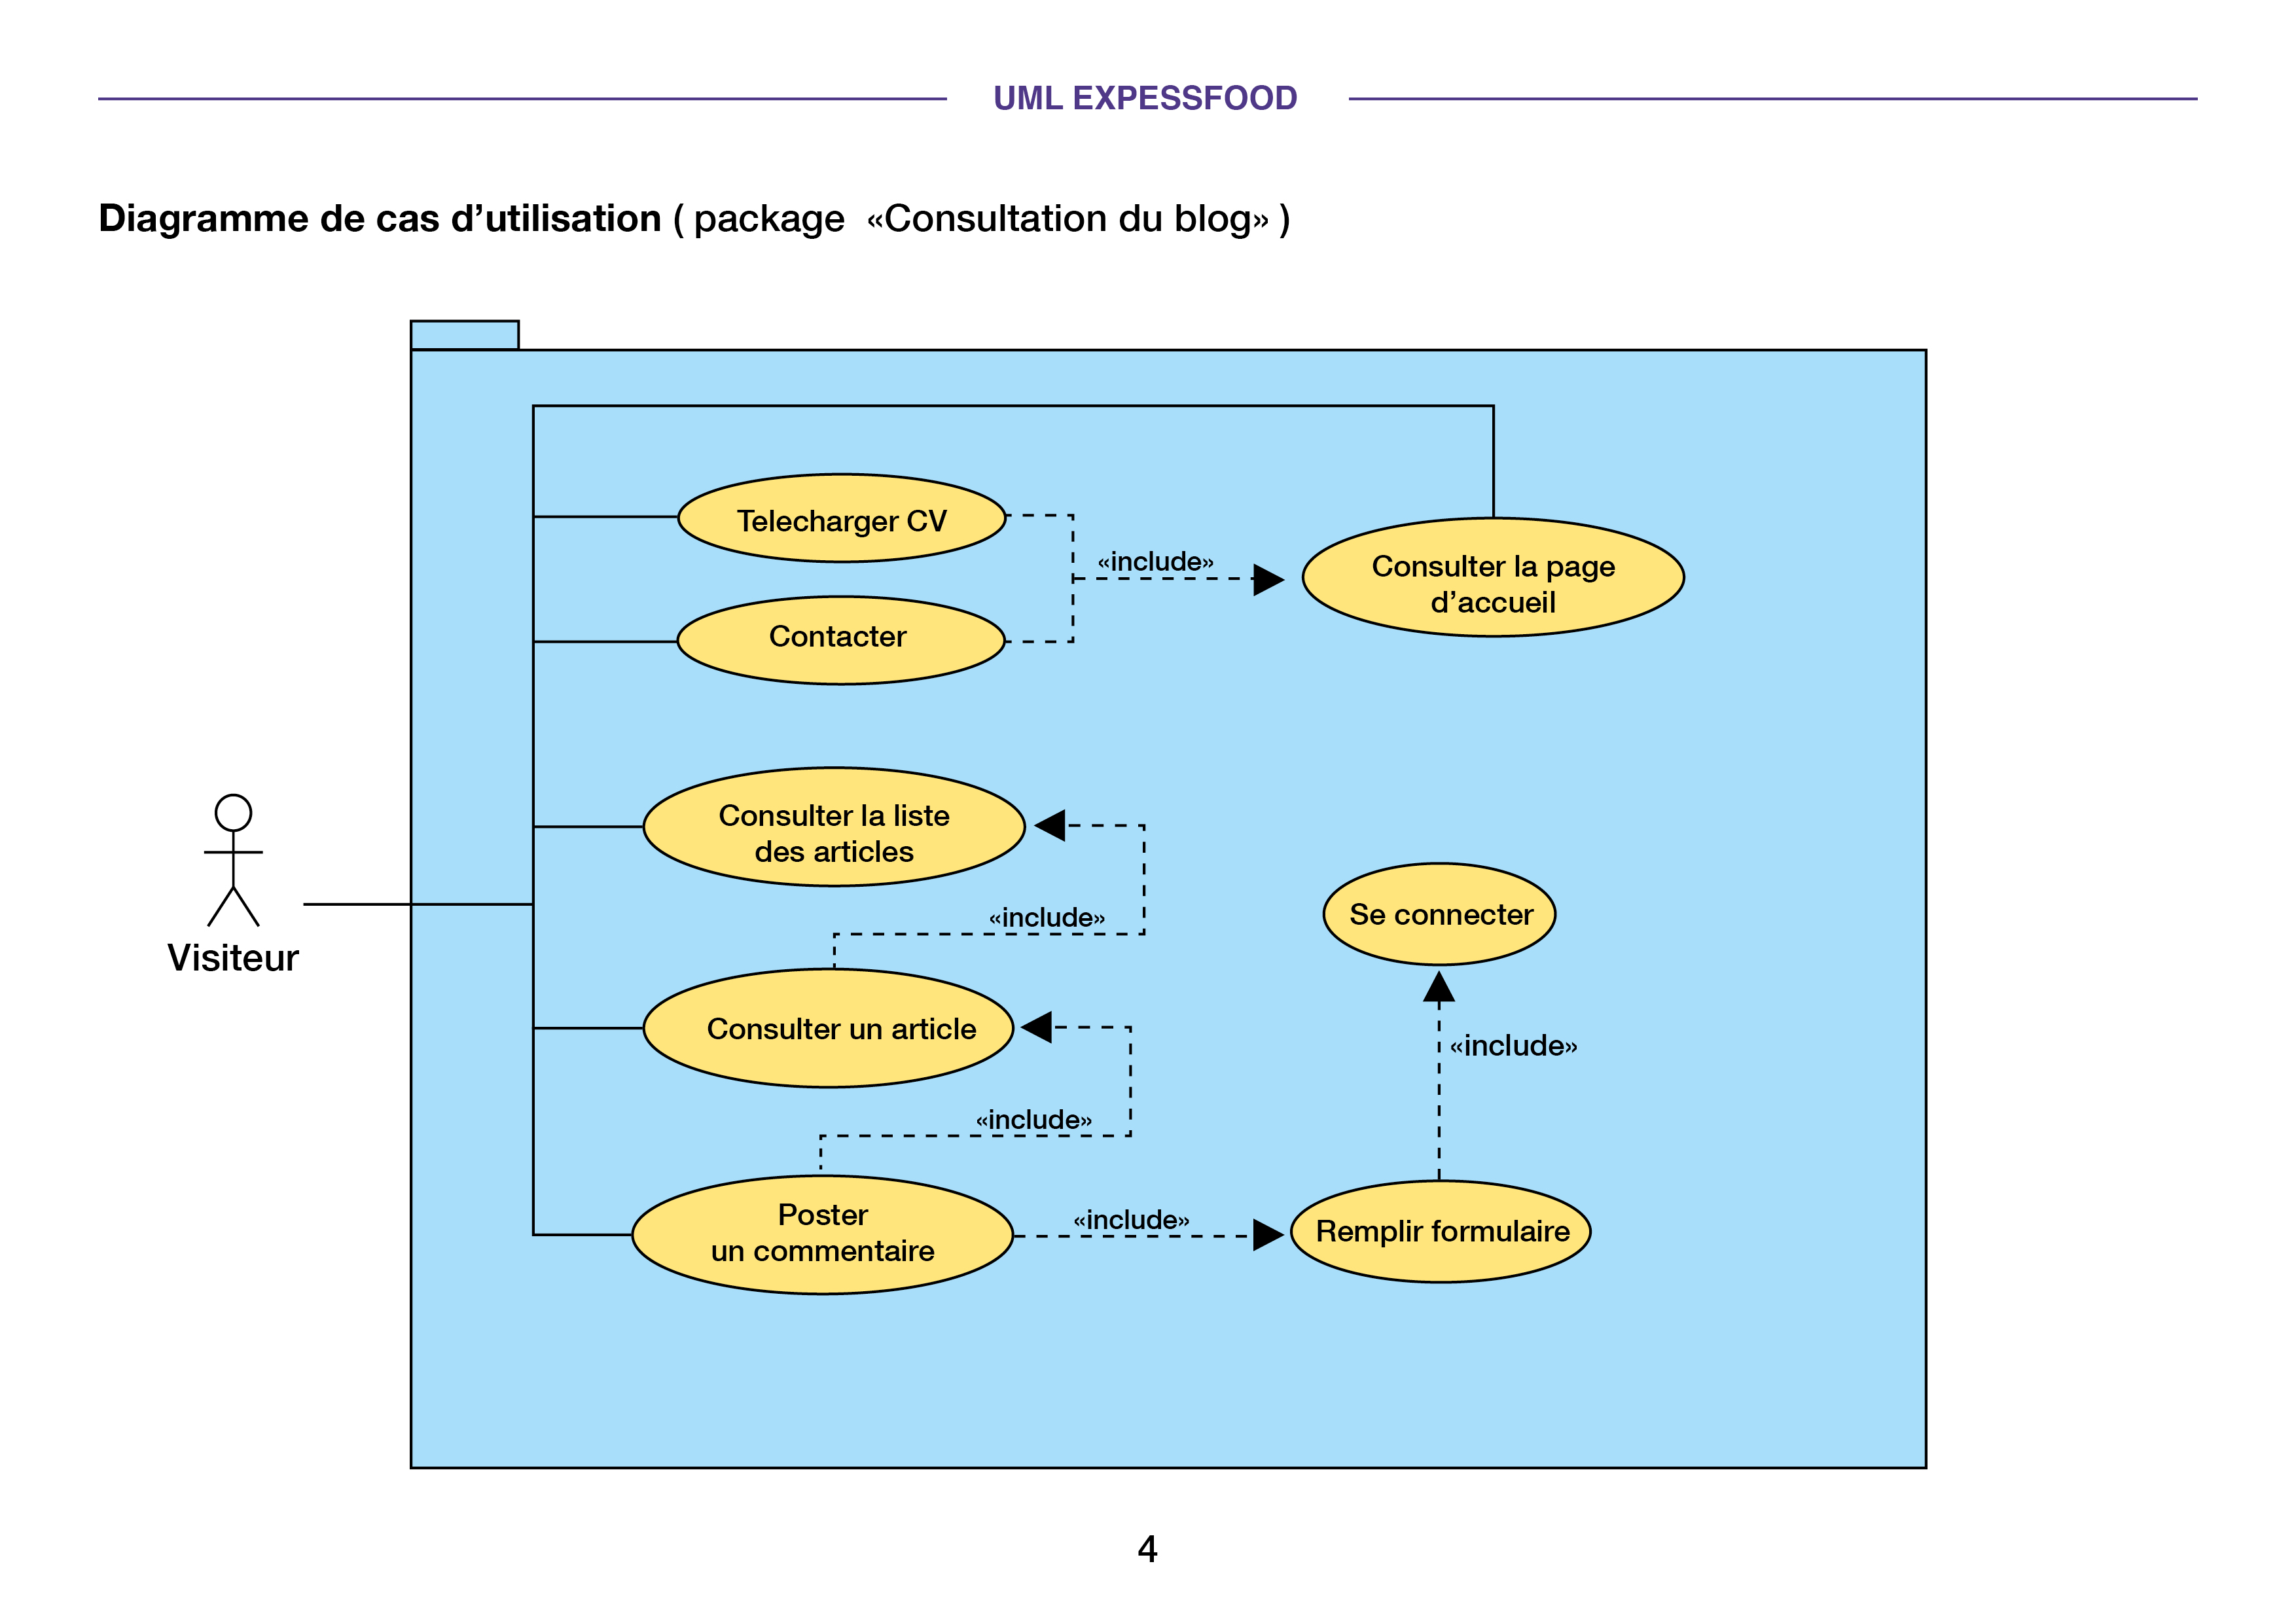 UML EXPESSFOOD
Diagramme de cas d’utilisation ( package «Consultation du blog» )
Telecharger CV
«include»
Consulter la page
d’accueil
Contacter
Consulter la liste
des articles
Visiteur
«include»
Se connecter
Consulter un article
«include»
«include»
Poster
un commentaire
«include»
Remplir formulaire
4